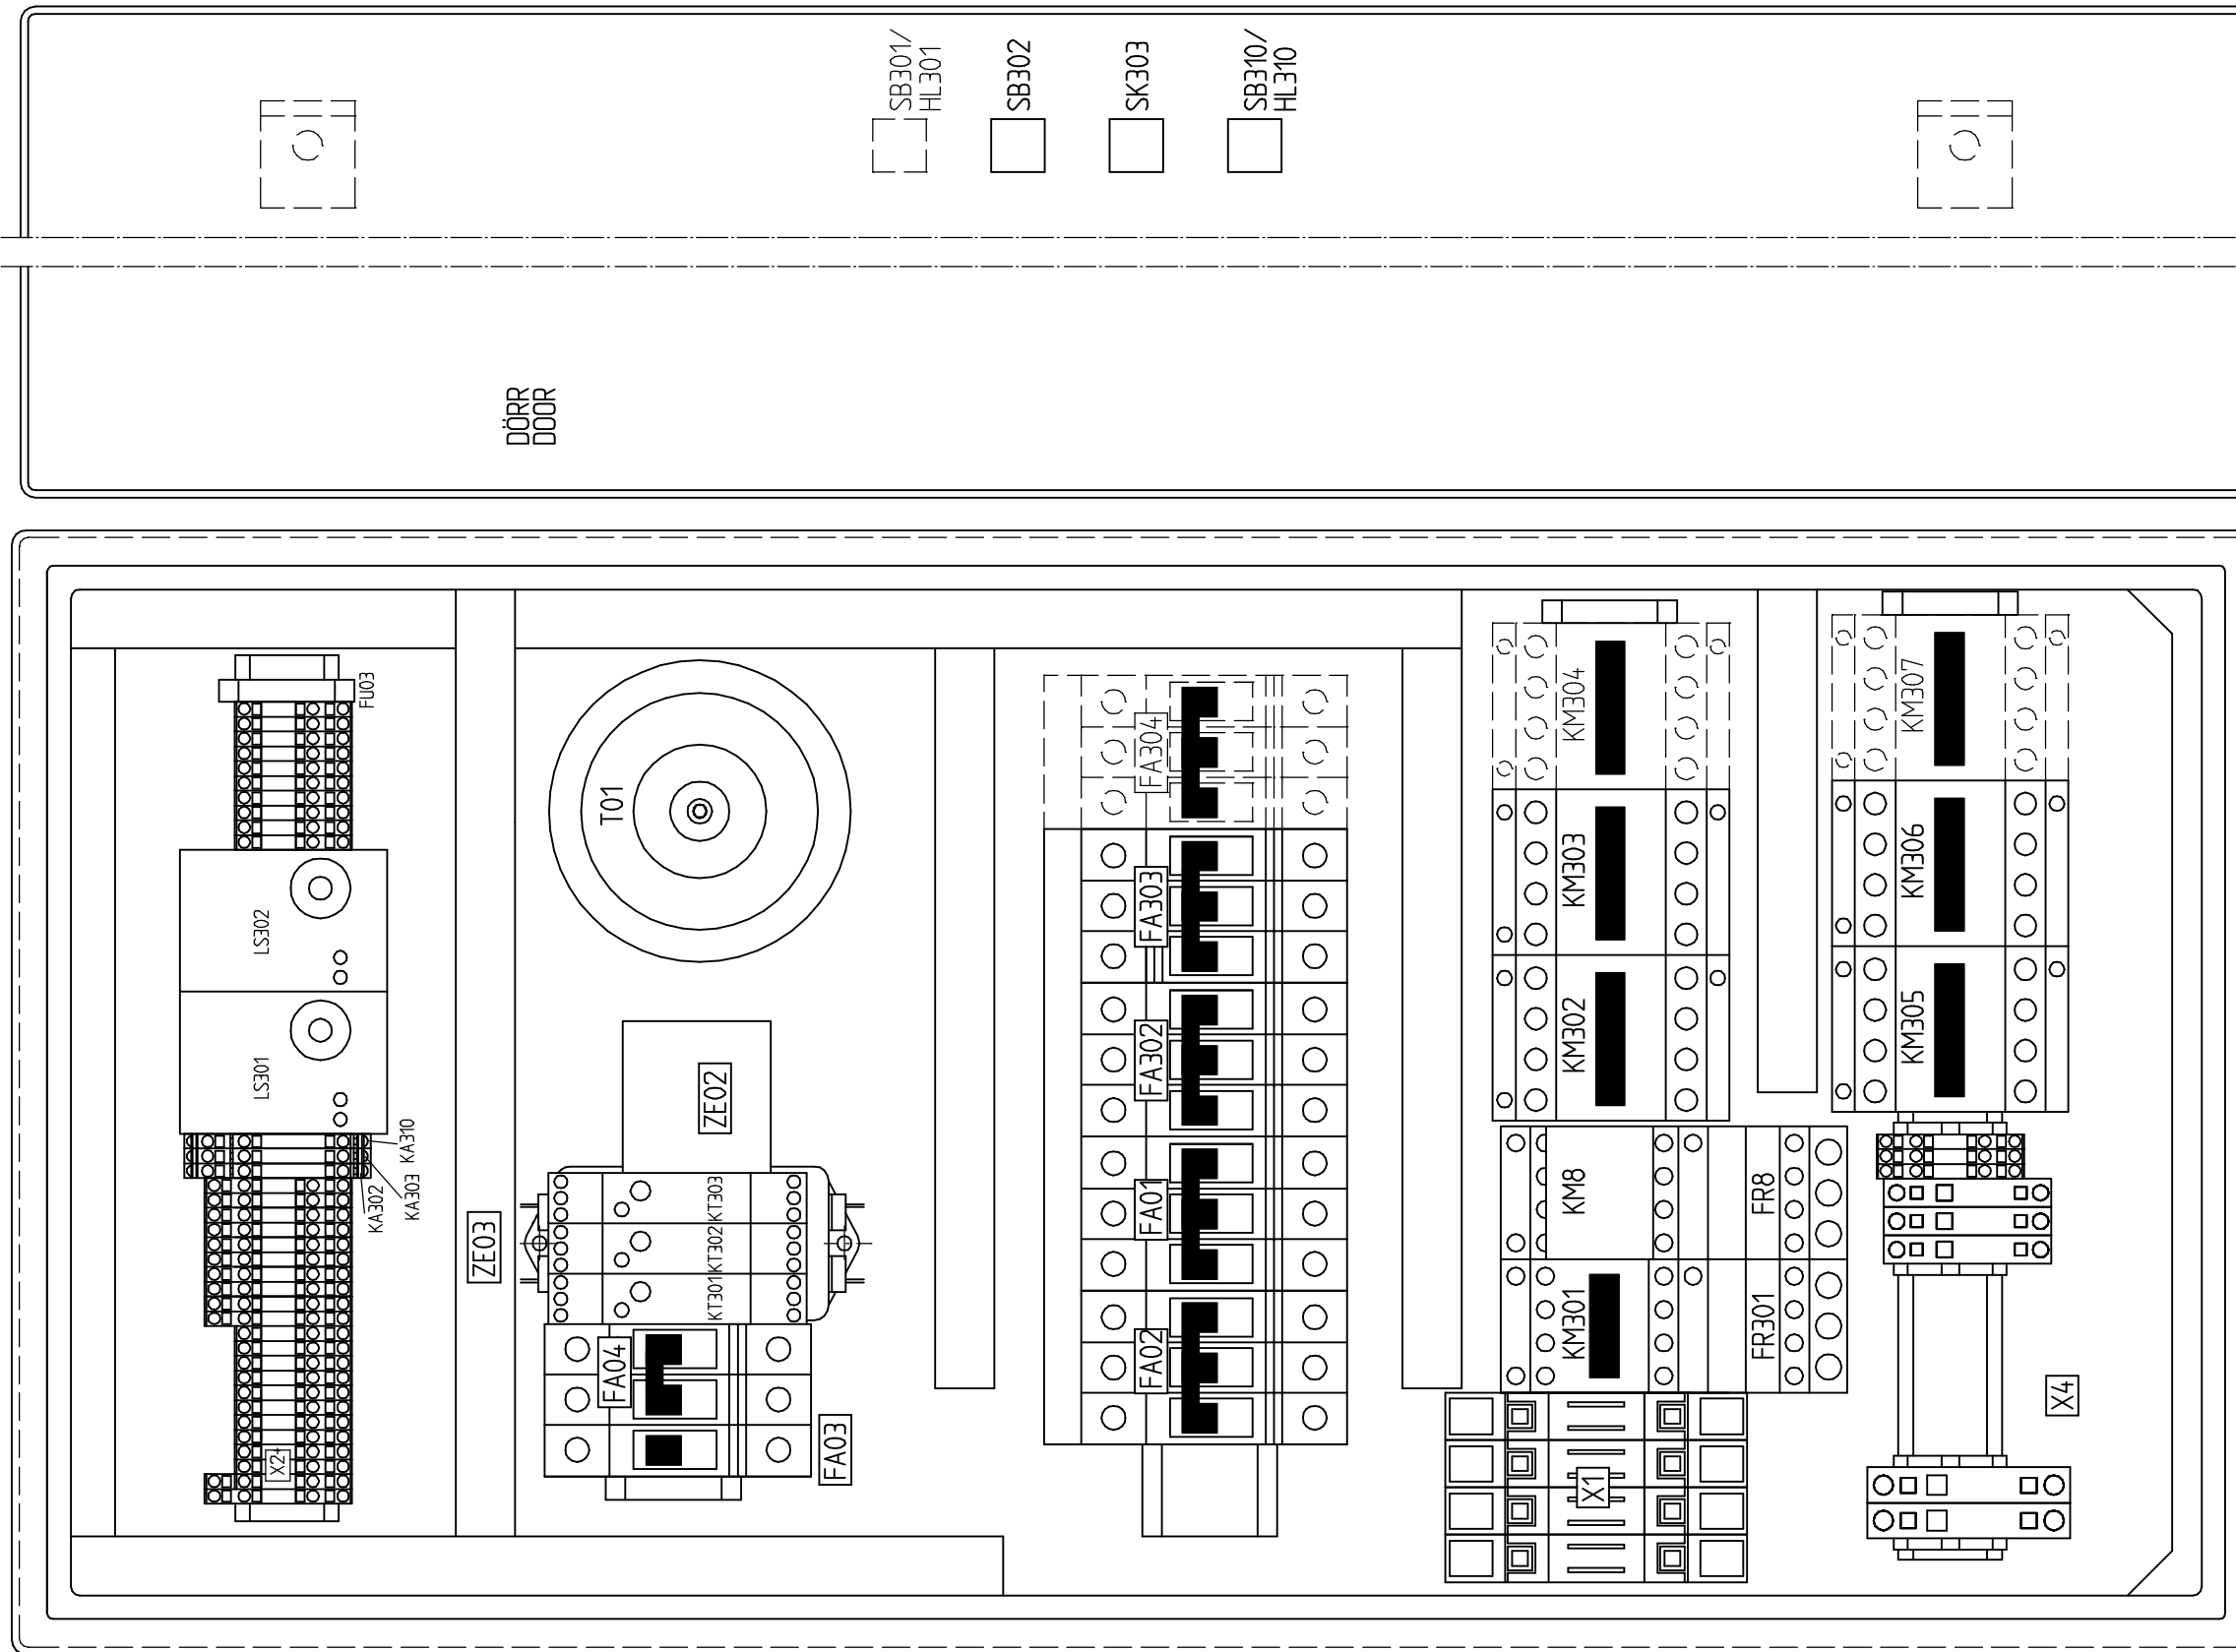 SB301/
HL301
SB302
SK303
SB310/
HL310
DÖRR
DOOR
FU03
LS302
LS301
KA310
KA303
KA302
X2
T01
ZE02
ZE03
KT303
KT302
KT301
FA04
FA03
FA304
FA303
FA302
FA01
FA02
KM304
KM303
KM302
KM8
FR8
KM301
FR301
X1
KM307
KM306
KM305
X4